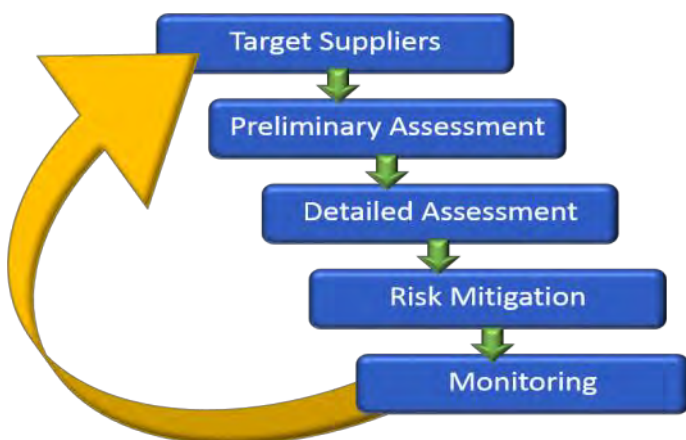 Target Suppliers
Preliminary Assessment
Detailed Assessment
Risk Mitigation
Monitoring